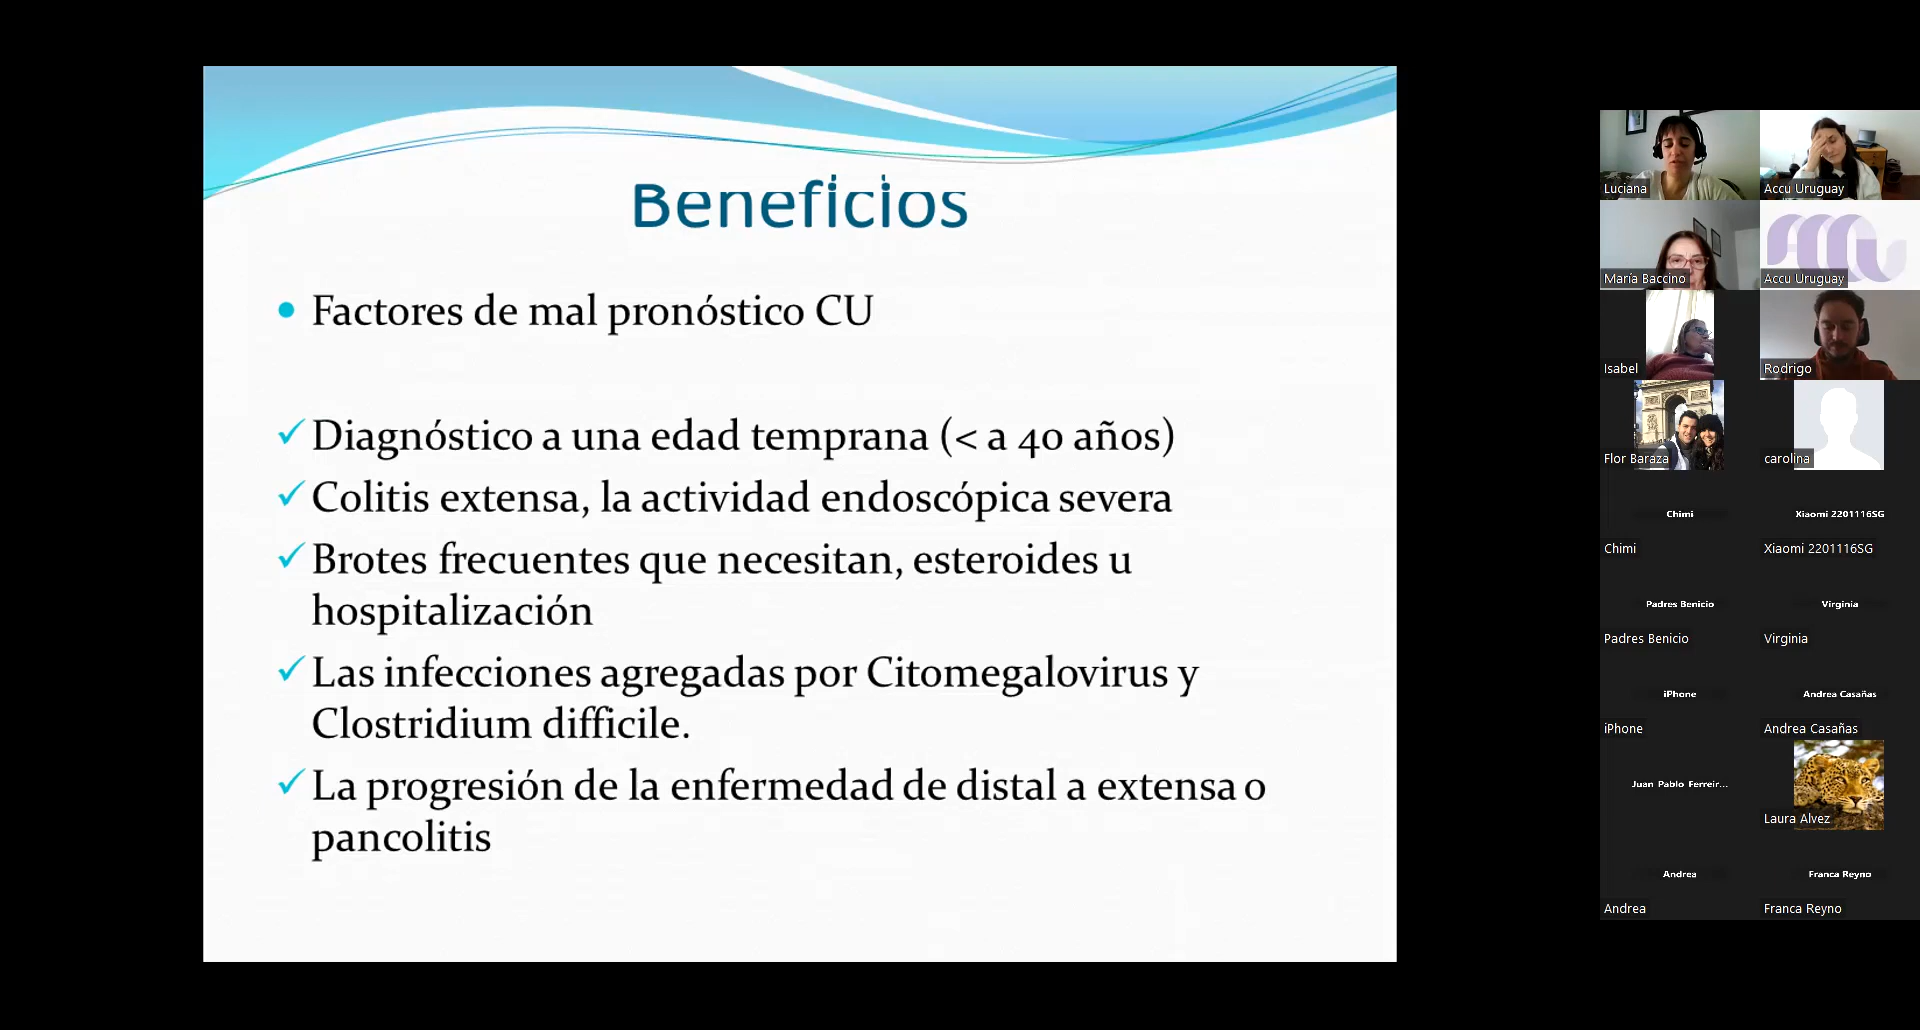 Beneficios
Factores de mal pronóstico CU
Diagnóstico a una edad temprana (< a 40 años)
Colitis extensa, la actividad endoscópica severa
Brotes frecuentes que necesitan, esteroides u
hospitalización
Las infecciones agregadas por Citomegalovirus y
Clostridium difficile.
La progresión de la enfermedad de distal a extensa o
pancolitis
Luciana
Accu Uruguay
María Baccino
Accu Uruguay
Isabel
Rodrigo
Flor Baraza
carolina
Chimi
Xiaomi 2201116SG
Chimi
Xiaomi 2201116SG
Padres Benicio
Virginia
Padres Benicio
Virginia
iPhone
Andrea Casañas
iPhone
Andrea Casañas
Juan Pablo Ferreir...
Laura Alvez
Andrea
Franca Reyno
Andrea
Franca Reyno